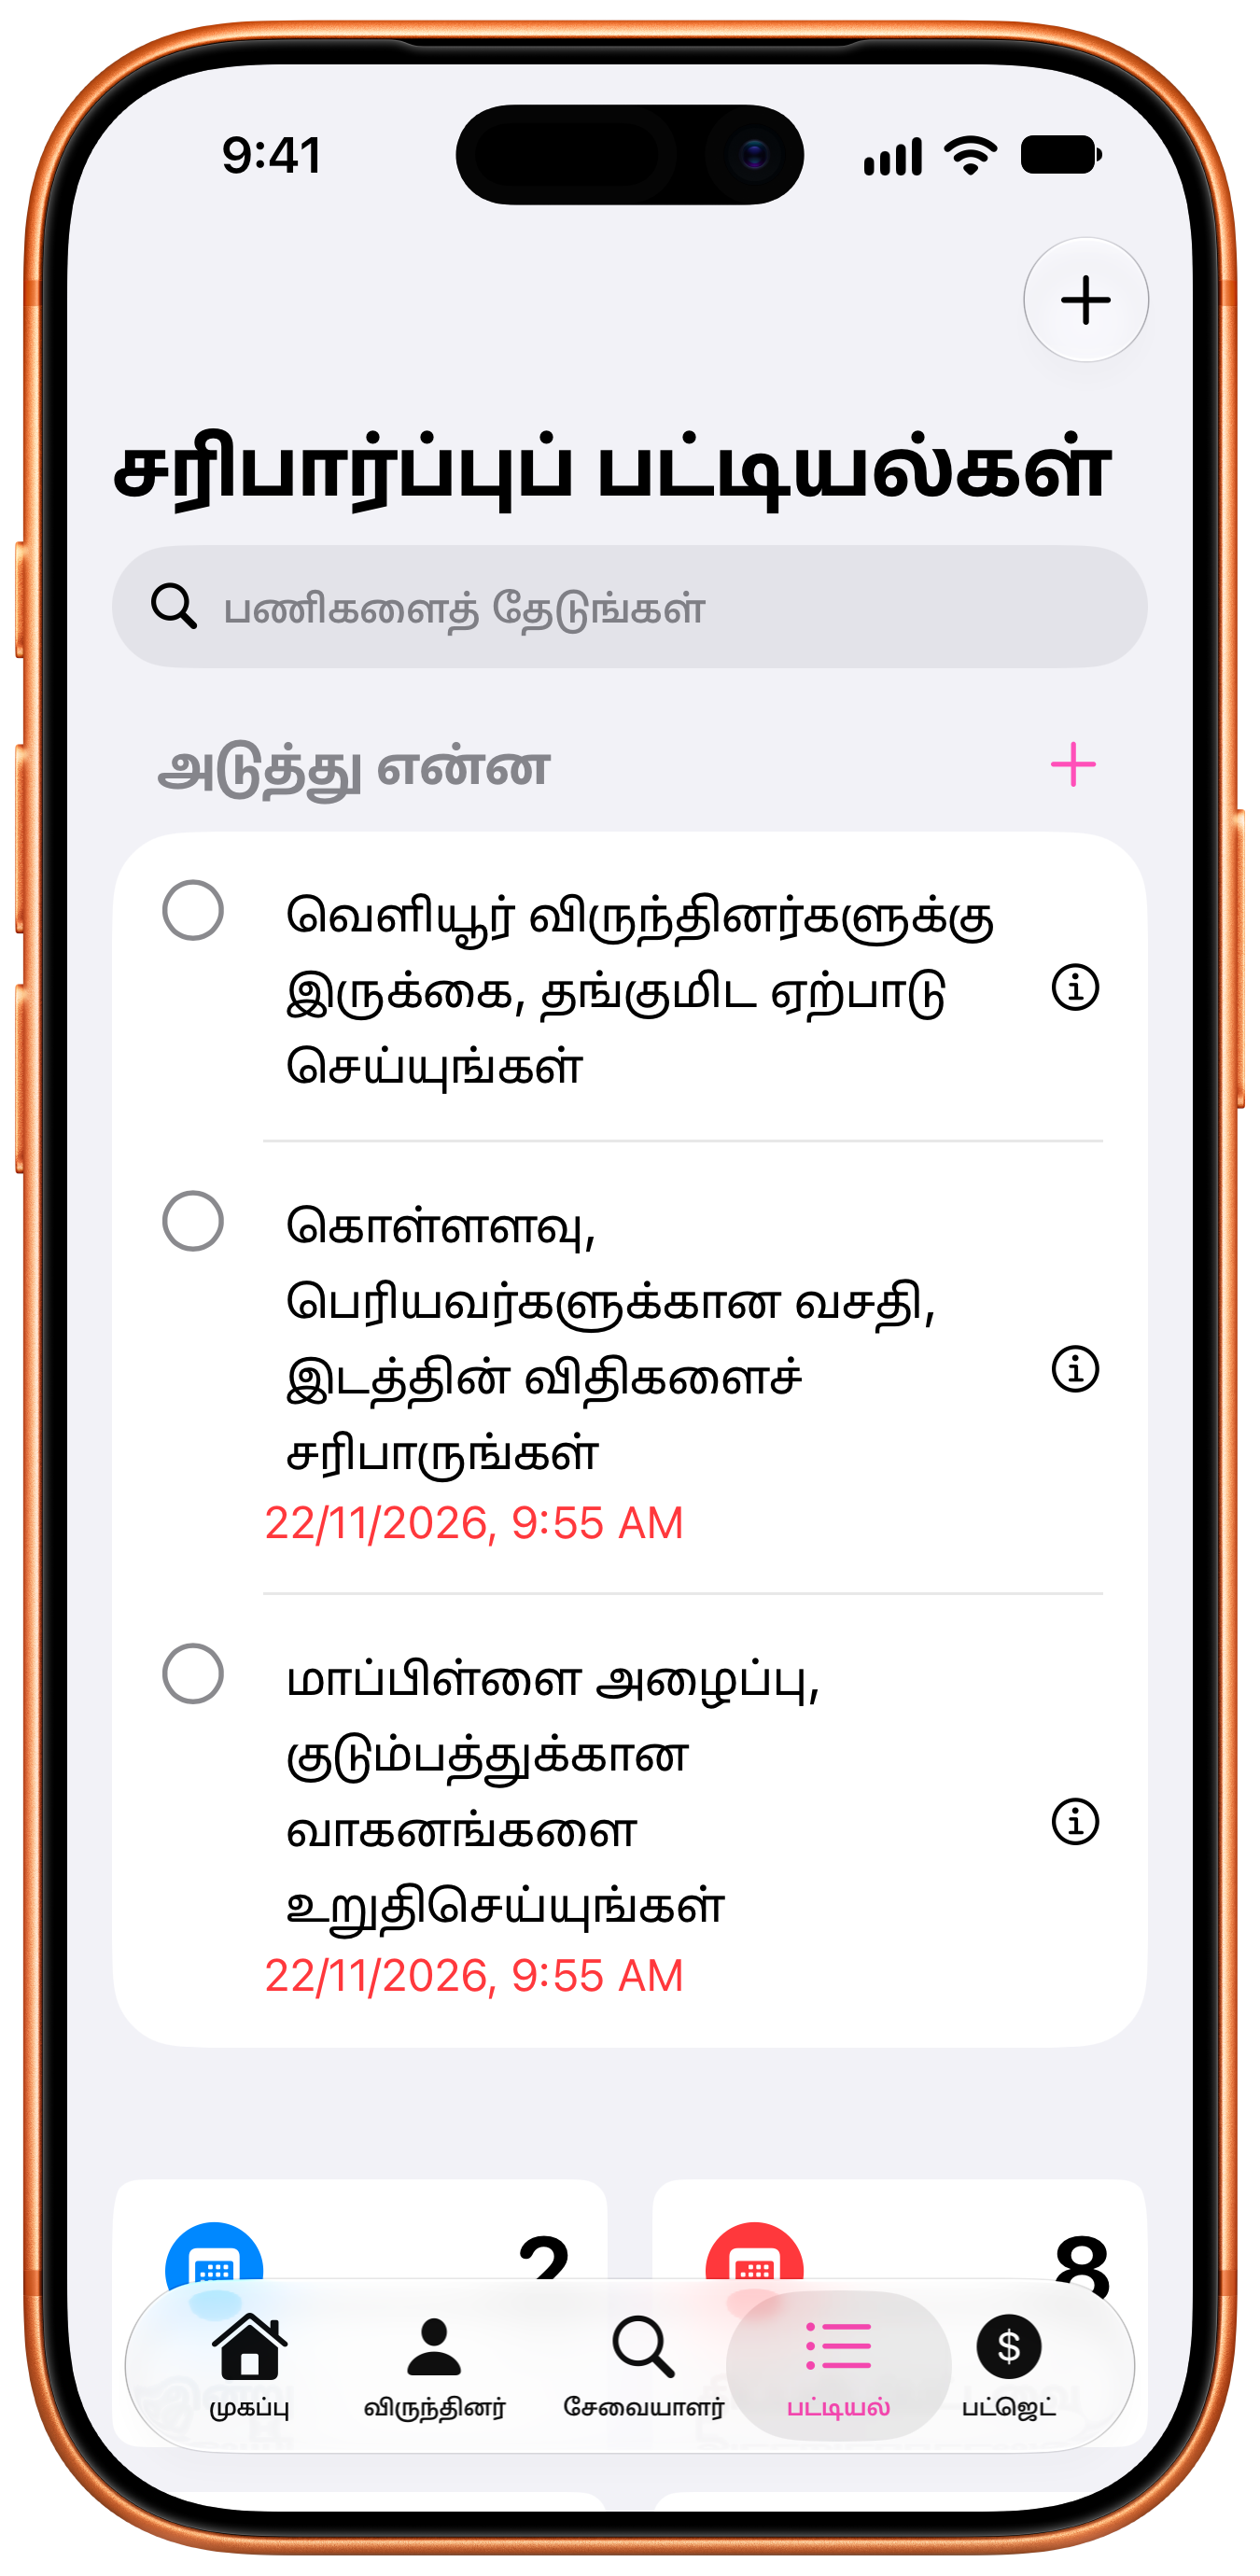 9:41
சரிபார்ப்புப் பட்டியல்கள்
பணிகளைத் தேடுங்கள்
அடுத்து என்ன
வெளியூர் விருந்தினர்களுக்கு
இருக்கை, தங்குமிட ஏற்பாடு
செய்யுங்கள்
கொள்ளளவு,
பெரியவர்களுக்கான வசதி,
இடத்தின் விதிகளைச்
சரிபாருங்கள்
22/11/2026, 9:55 AM
மாப்பிள்ளை அழைப்பு,
குடும்பத்துக்கான
வாகனங்களை
உறுதிசெய்யுங்கள்
22/11/2026, 9:55 AM
2 8
முகப்பு விருந்தினர் சேவையாளர் பட்டியல் பட்ஜெட்